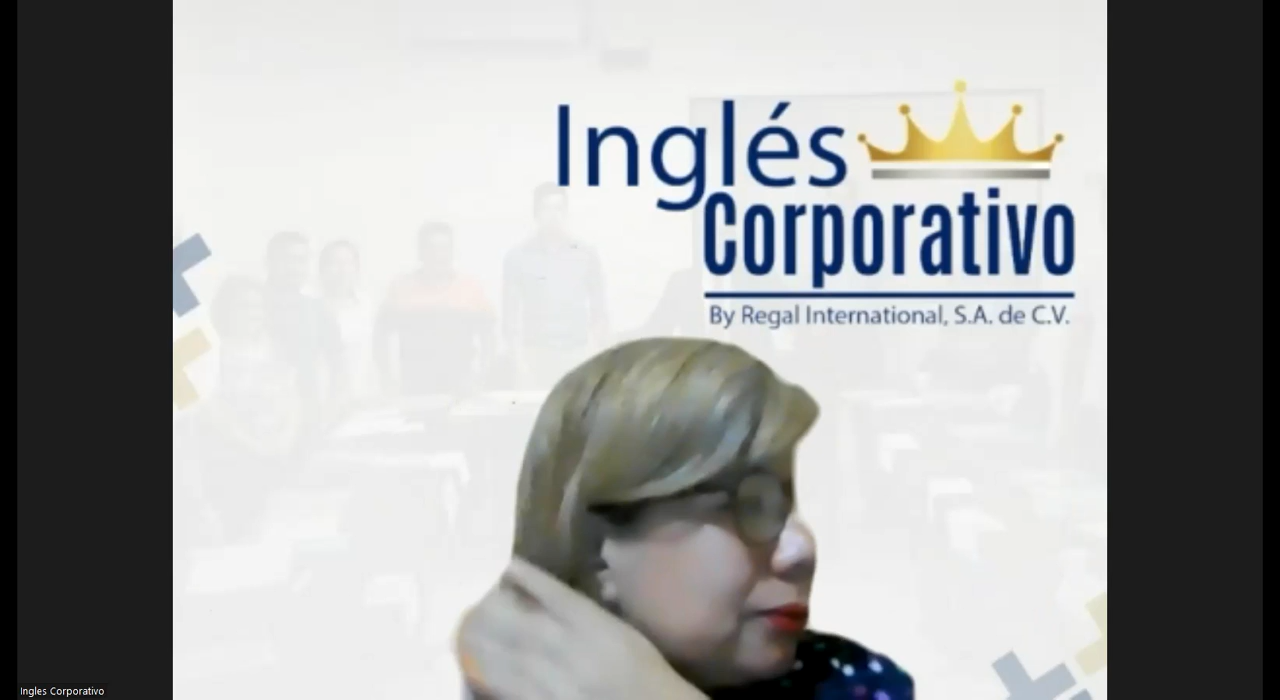 Inglés
Corporativo
By Regal International, S.A. de C.V.
Ingles Corporativo